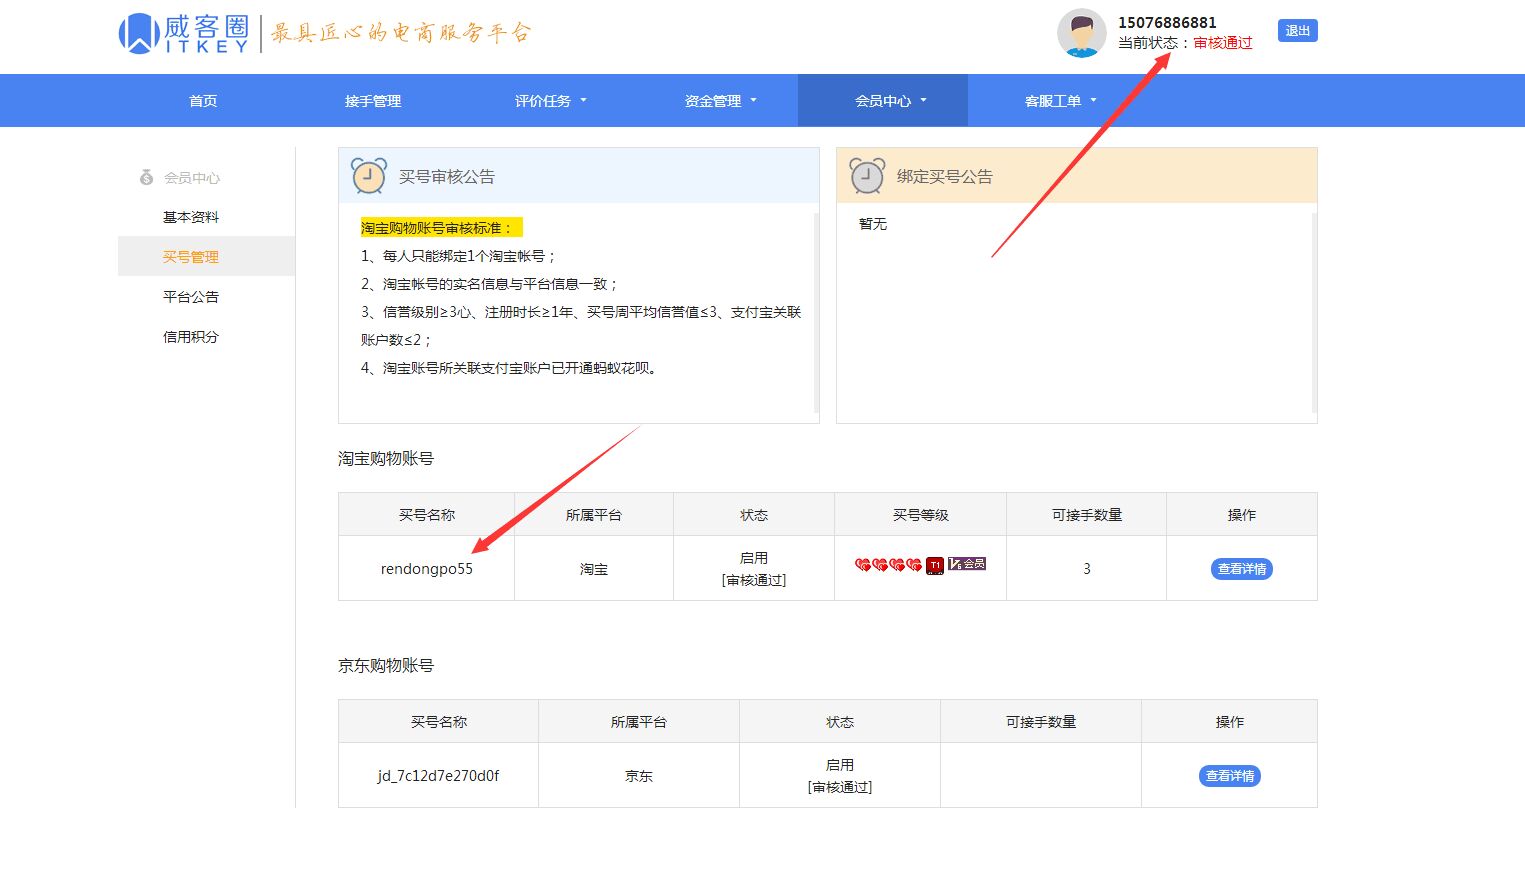 威客圈
ITKEY
最具匠心的电商服务平台
15076886881
当前状态：审核通过
退出
首页
接手管理
评价任务
资金管理
会员中心
客服工单
会员中心
基本资料
买号管理
平台公告
信用积分
买号审核公告
淘宝购物账号审核标准：
1、每人只能绑定1个淘宝帐号；
2、淘宝帐号的实名信息与平台信息一致；
3、信誉级别≥3心、注册时长≥1年、买号周平均信誉值≤3、支付宝关联
账户数≤2；
4、淘宝账号所关联支付宝账户已开通蚂蚁花呗。
绑定买号公告
暂无
淘宝购物账号
买号名称 所属平台 状态 买号等级 可接手数量 操作
rendongpo55 淘宝 启用 [审核通过] T1 V6 会员 3 查看详情
京东购物账号
买号名称 所属平台 状态 可接手数量 操作
jd_7c12d7e270d0f 京东 启用 [审核通过] 查看详情